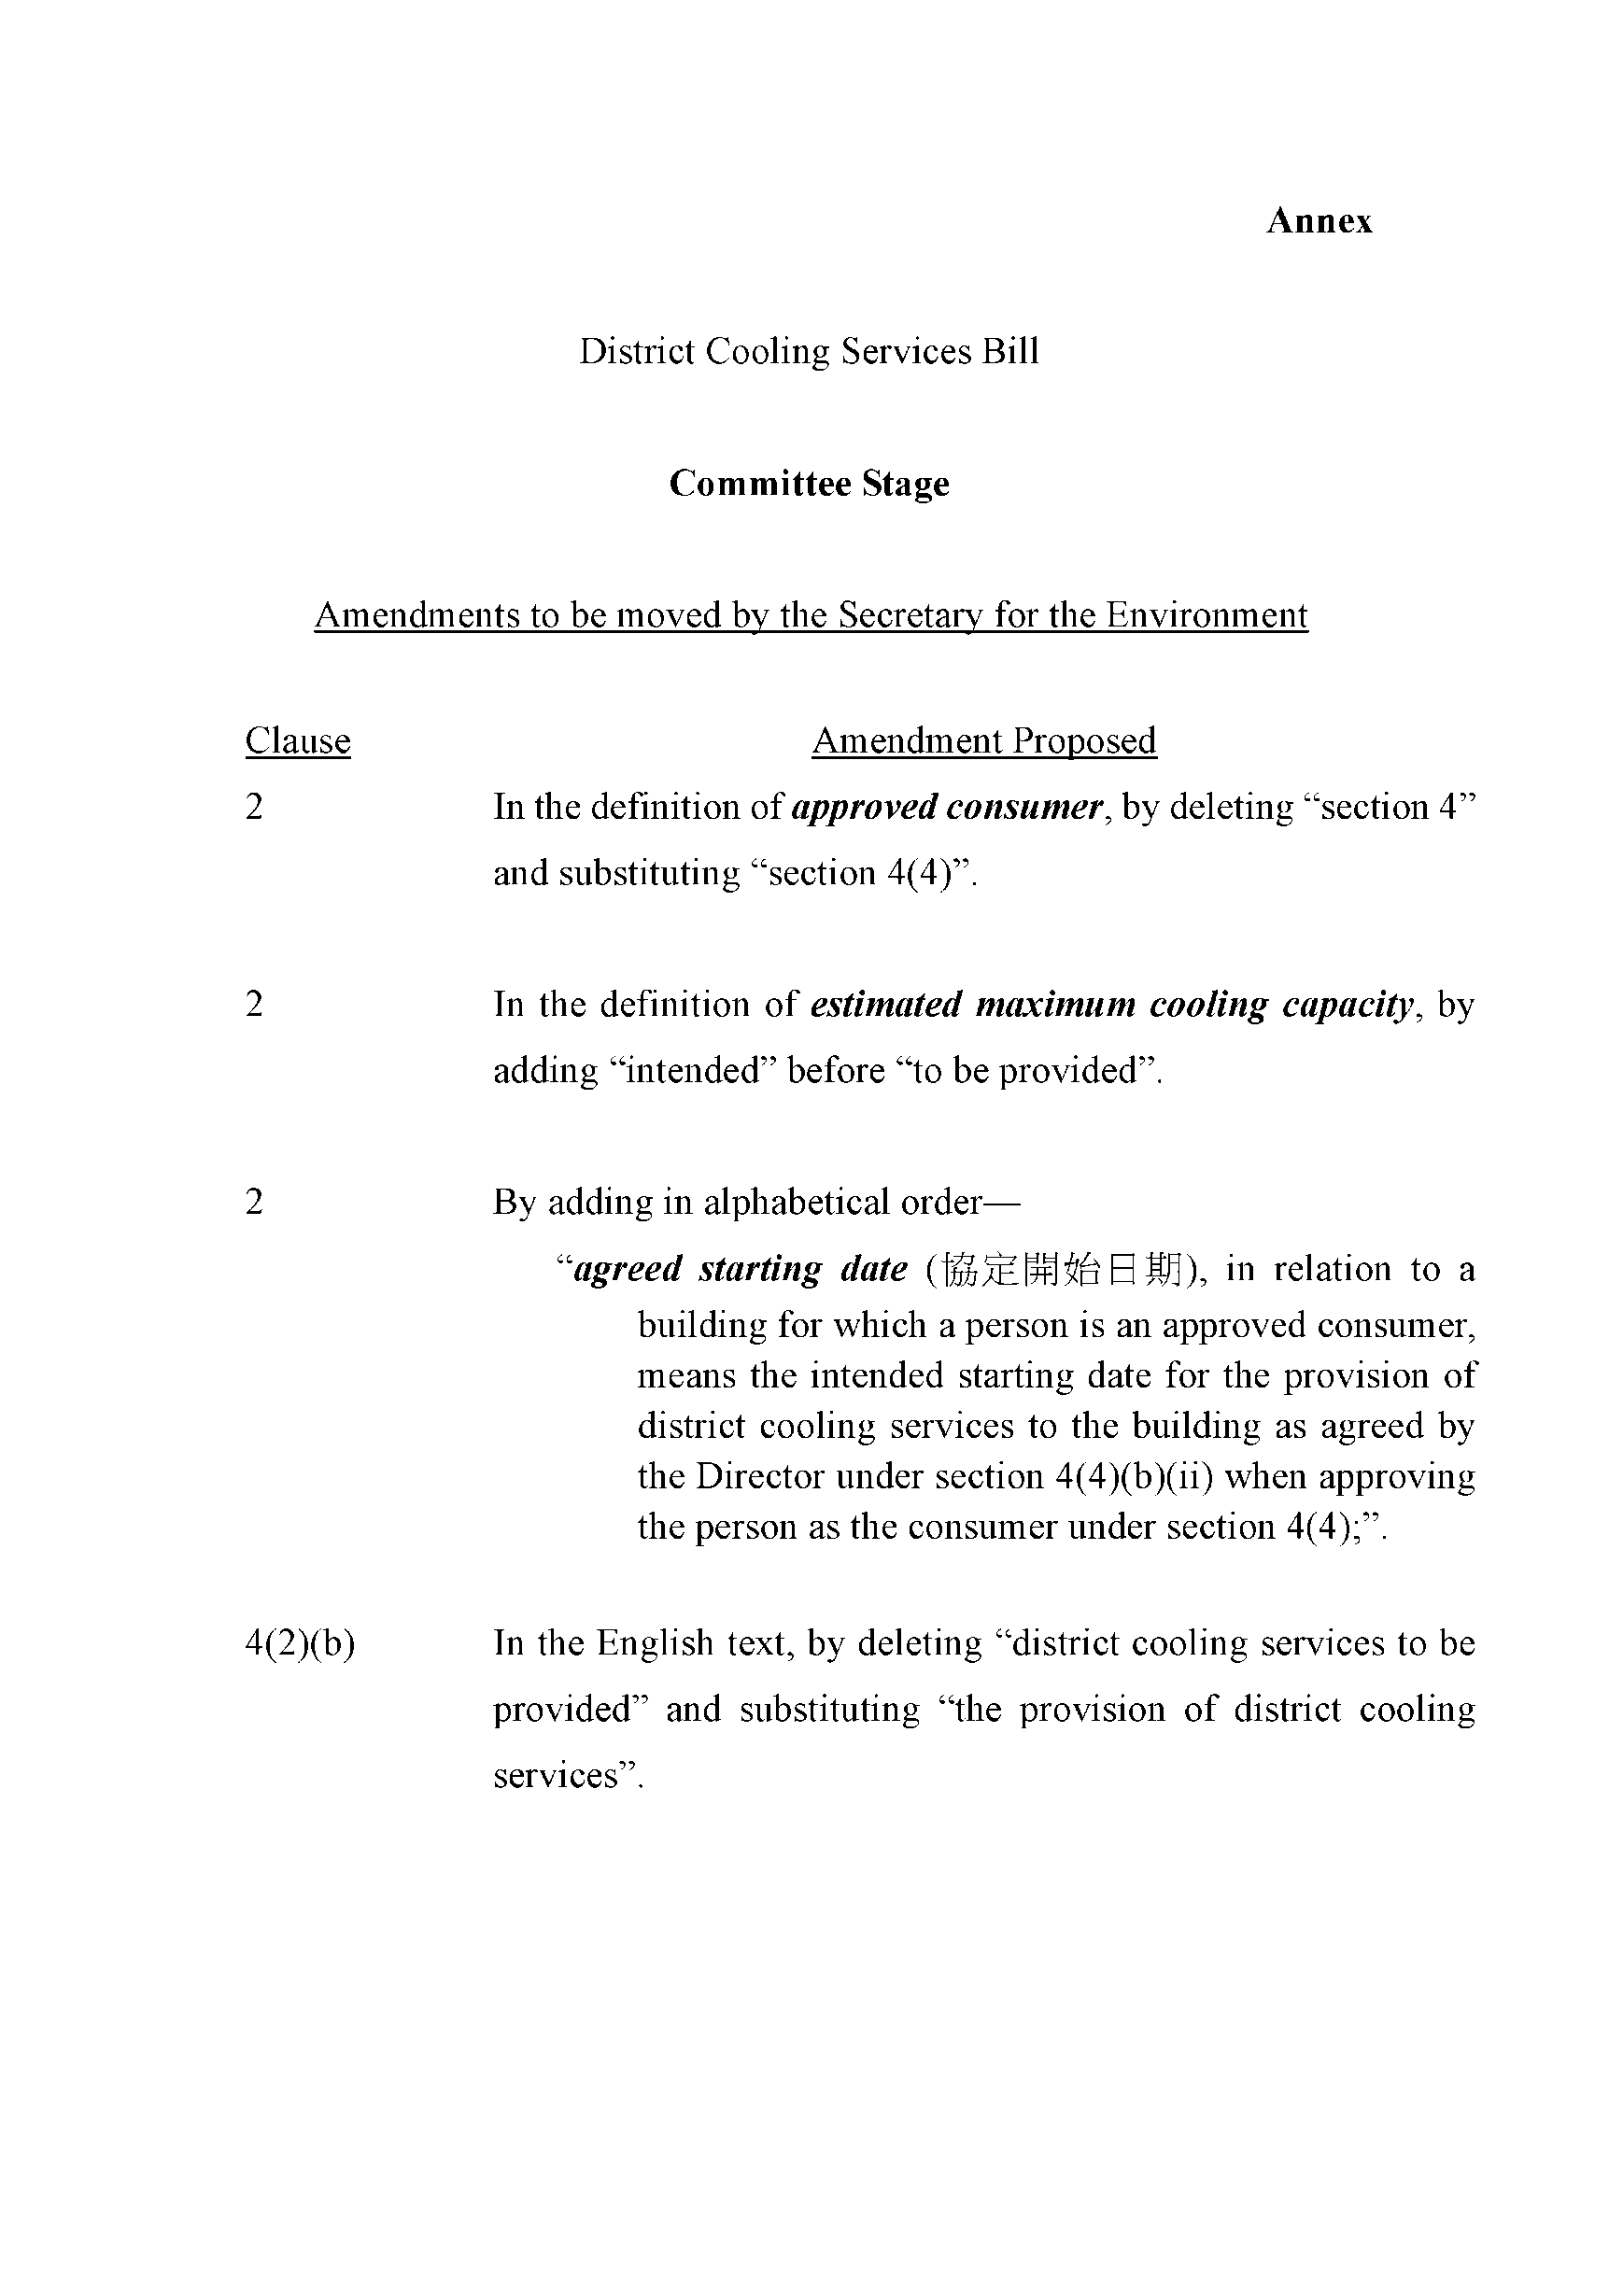 Annex
District Cooling Services Bill
Committee Stage
Amendments to be moved by the Secretary for the Environment
Clause Amendment Proposed
2 In the definition of approved consumer, by deleting “section 4”
and substituting “section 4(4)”.
2 In the definition of estimated maximum cooling capacity, by
adding “intended” before “to be provided”.
2 By adding in alphabetical order—
“agreed starting date (協定開始日期), in relation to a
building for which a person is an approved consumer,
means the intended starting date for the provision of
district cooling services to the building as agreed by
the Director under section 4(4)(b)(ii) when approving
the person as the consumer under section 4(4);”.
4(2)(b) In the English text, by deleting “district cooling services to be
provided” and substituting “the provision of district cooling
services”.